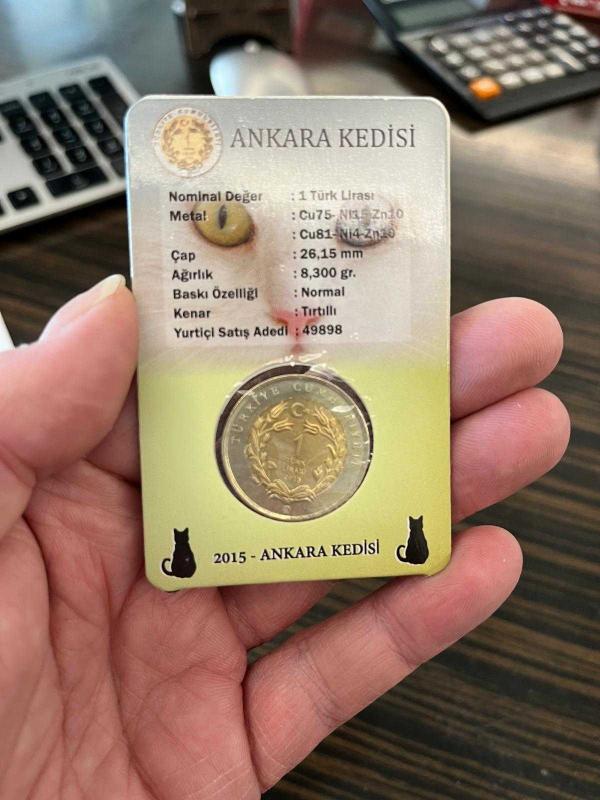 ANKARA KEDİSİ
Nominal Değer : 1 Türk Lirası
Metal : Cu75- Ni15-Zn10
: Cu81-Ni4-Zn20
Çap : 26,15 mm
Ağırlık : 8,300 gr.
Baskı Özelliği : Normal
Kenar : Tırtıllı
Yurtiçi Satış Adedi : 49898
TÜRKİYE CUMHURİYETİ
1
2015 - ANKARA KEDİSİ